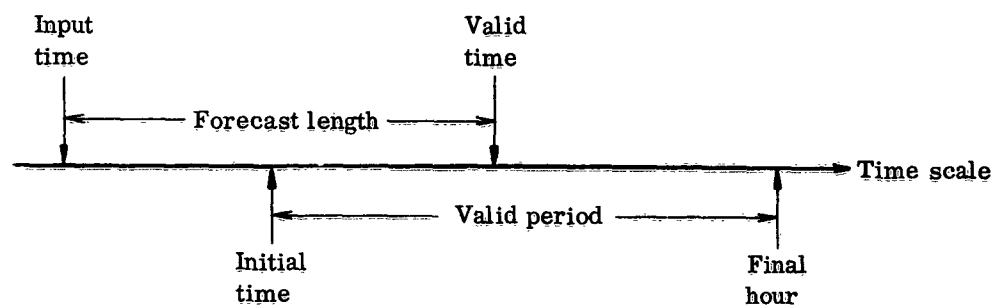 Input
time
Valid
time
Forecast length
Time scale
Valid period
Initial
time
Final
hour